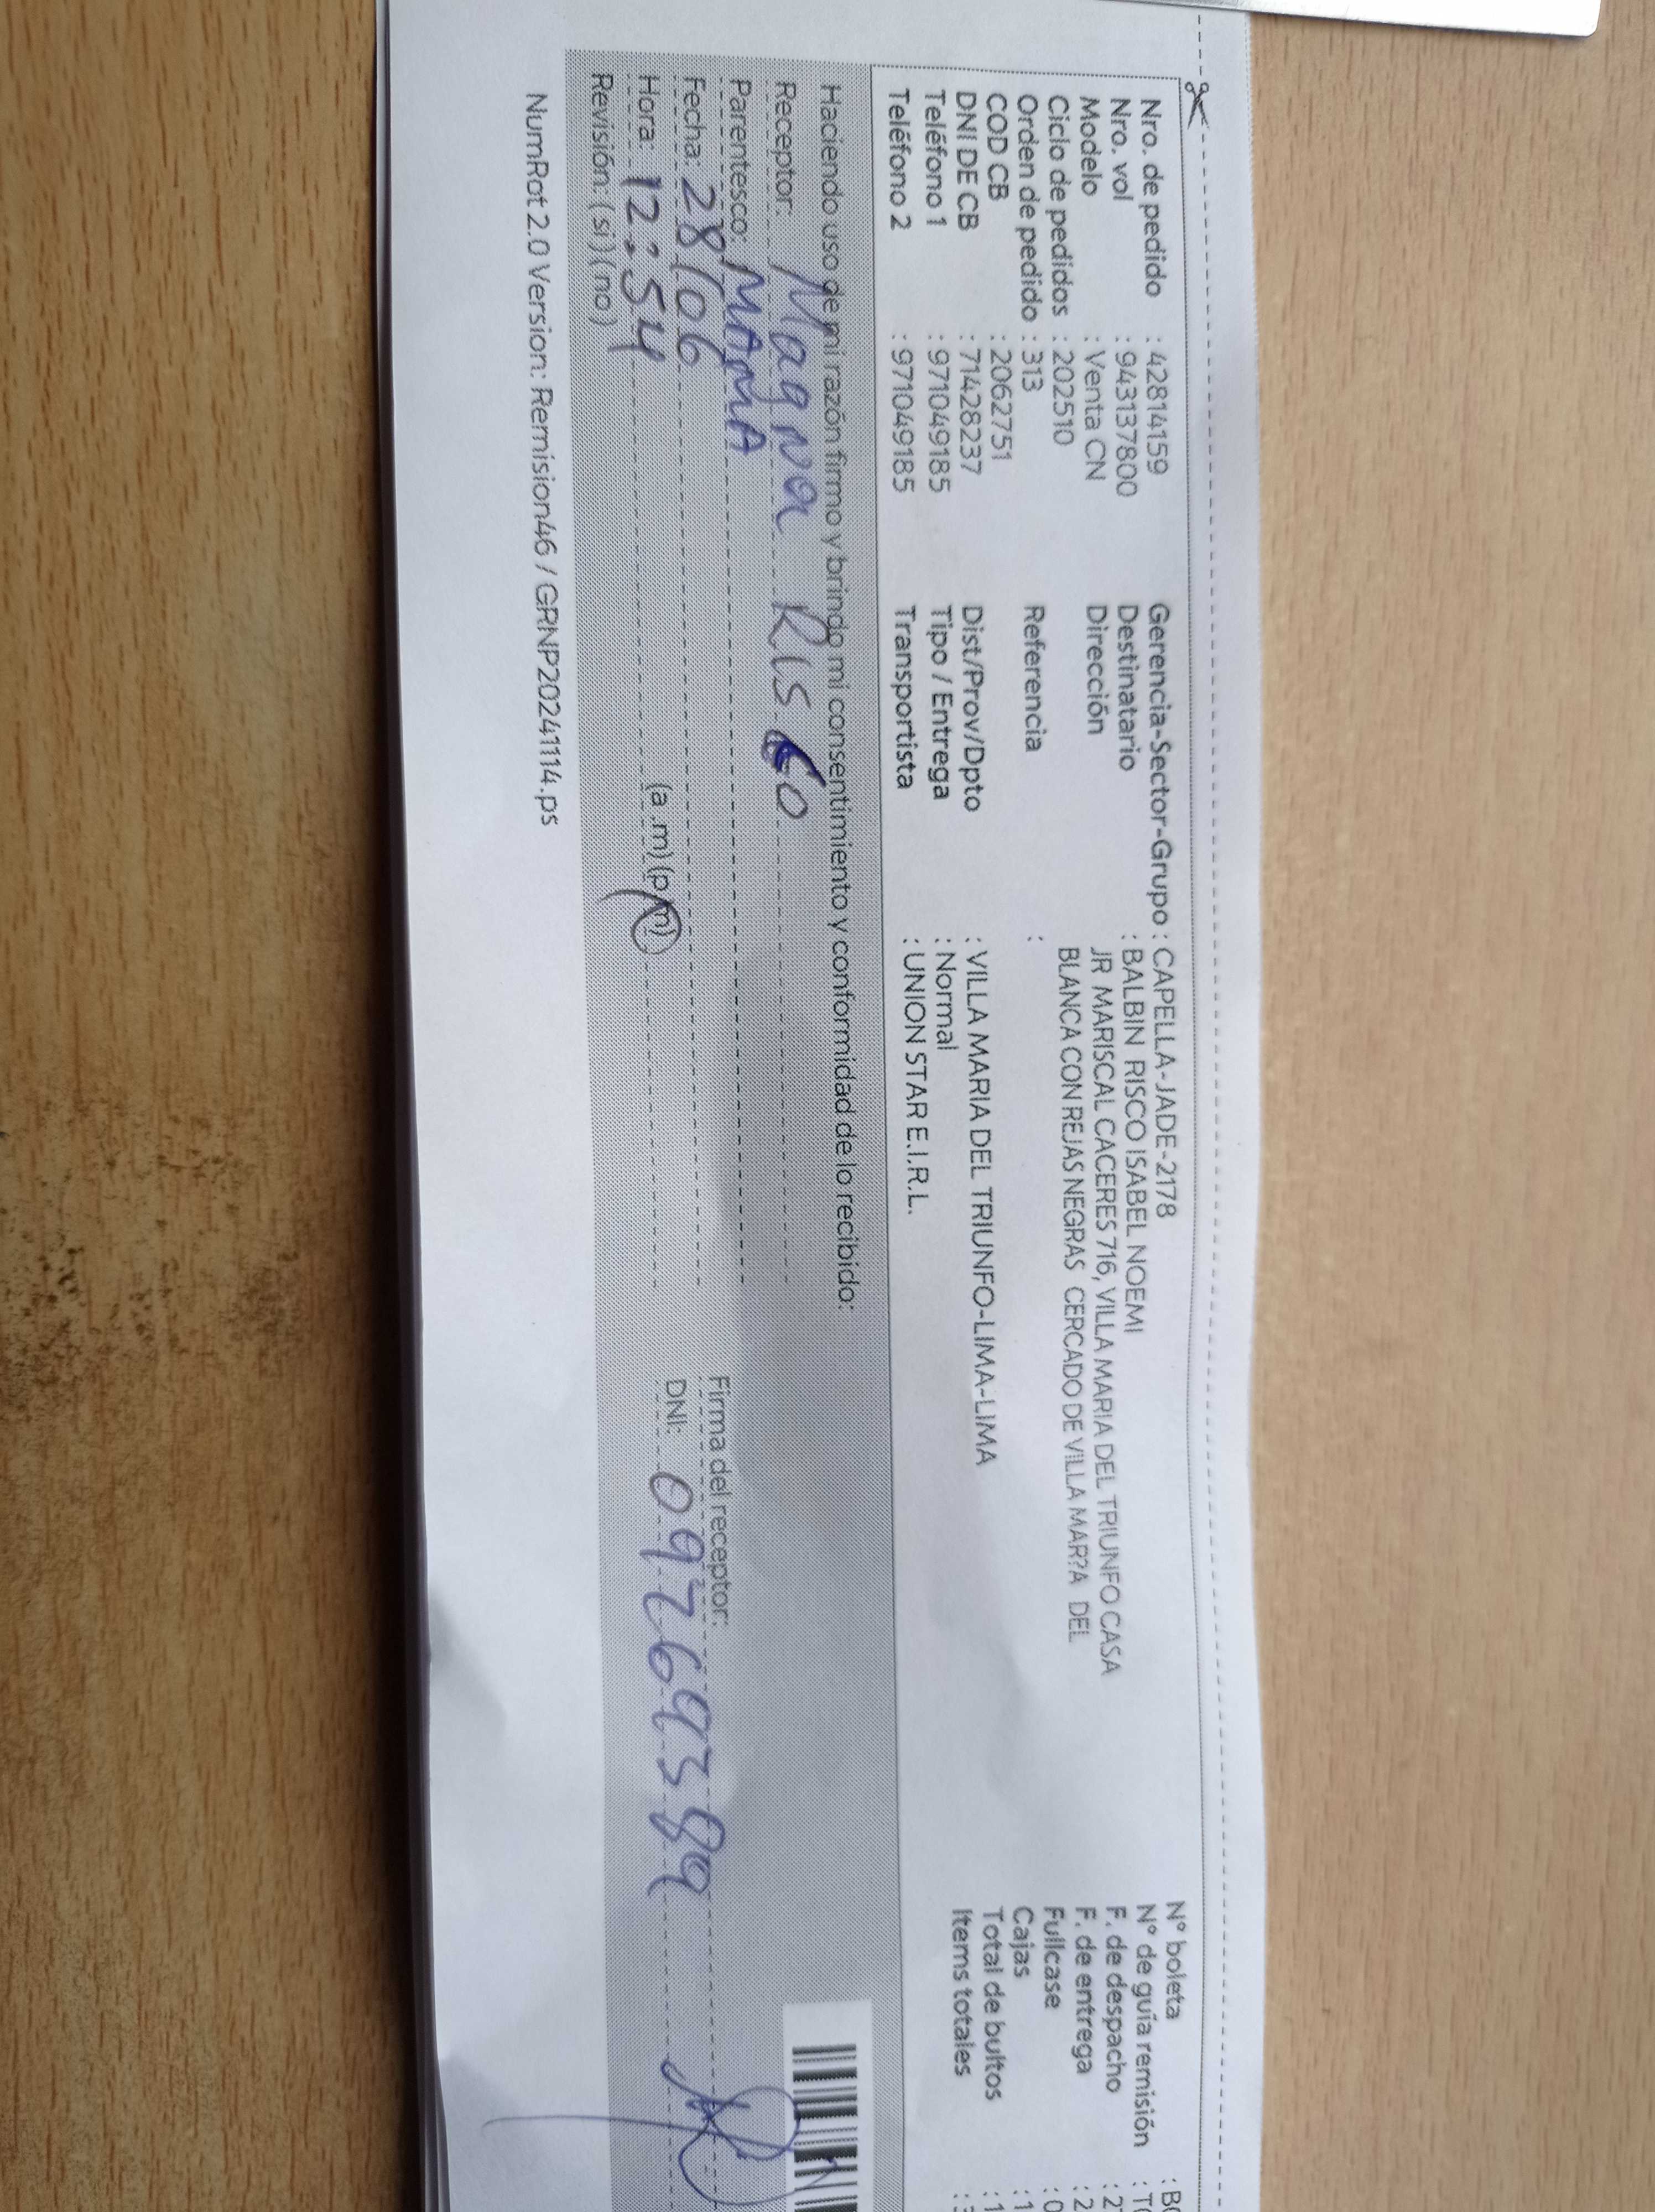 Nro. de pedido : 42814159
Nro. vol : 943137800
Modelo : Venta CN
Ciclo de pedidos : 202510
Orden de pedido : 313
COD CB : 2062751
DNI DE CB : 71428237
Teléfono 1 : 971049185
Teléfono 2 : 971049185
Gerencia-Sector-Grupo : CAPELLA-JADE-2178
Destinatario : BALBIN RISCO ISABEL NOEMI
Dirección JR MARISCAL CACERES 716, VILLA MARIA DEL TRIUNFO CASA
BLANCA CON REJAS NEGRAS CERCADO DE VILLA MAR?A DEL
Referencia :
Dist/Prov/Dpto : VILLA MARIA DEL TRIUNFO-LIMA-LIMA
Tipo / Entrega : Normal
Transportista : UNION STAR E.I.R.L.
N° boleta
N° de guía remisión
F. de despacho
F. de entrega
Fullcase
Cajas
Total de bultos
Items totales
Haciendo uso de mi razón firmo y brindo mi consentimiento y conformidad de lo recibido:
Receptor: Magna Risco
Parentesco: MAMA
Fecha: 28/06
Hora: 12:54 (a.m) (p.m)
Revisión: (si) (no)
Firma del receptor:
DNI: 097669389
NumRot 2.0 Version: Remision46 / GRNP20241114.ps